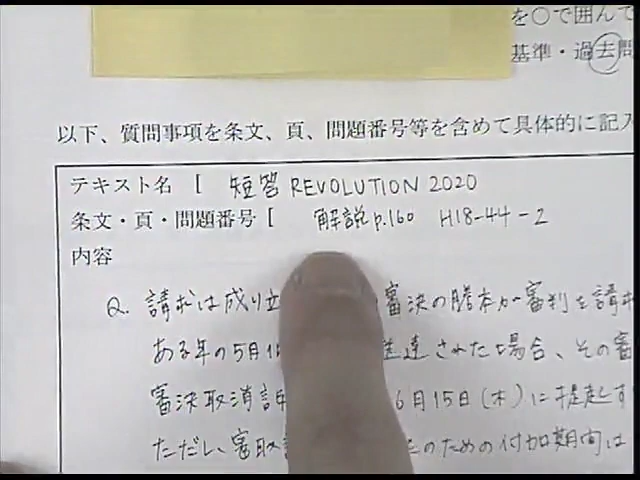 を○で囲んで
基準・過去問
以下、質問事項を条文、頁、問題番号等を含めて具体的に記入
テキスト名 [ 短答 REVOLUTION 2020
条文・頁・問題番号 [ 解説 p.160 H18-44-2
内容
Q. 請求は成り立 審決の謄本が審判を請求
ある年の5月1 送達された場合、その審
審決取消訴 6月15日(木)に提起す
ただし、審取 のための付加期間は